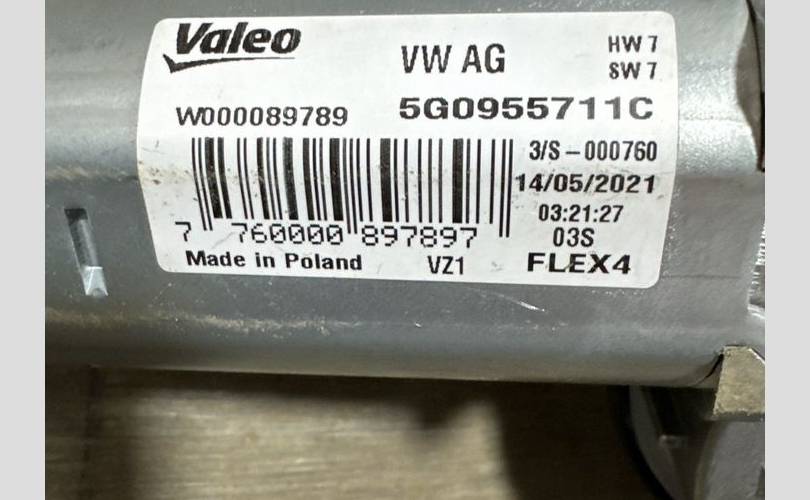 Valeo
VW AG
HW 7
SW 7
W000089789
5G0955711C
3/S-000760
14/05/2021
03:21:27
03S
7 760000 897897
Made in Poland
VZ1
FLEX4